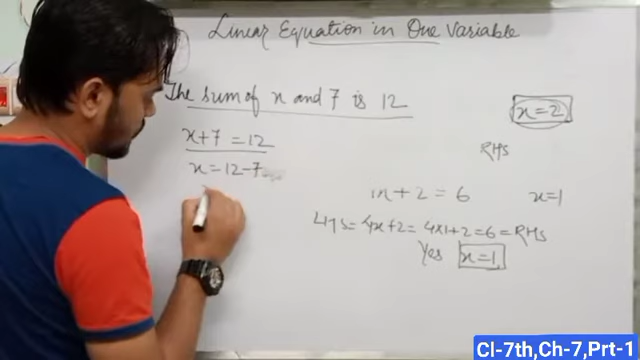 Linear Equation in One Variable
The sum of x and 7 is 12
x=2
x+7 = 12
RHS
x = 12-7
x + 2 = 6
x=1
LHS = 4x+2 = 4x1+2=6= RHS
Yes x=1
Cl-7th,Ch-7,Prt-1